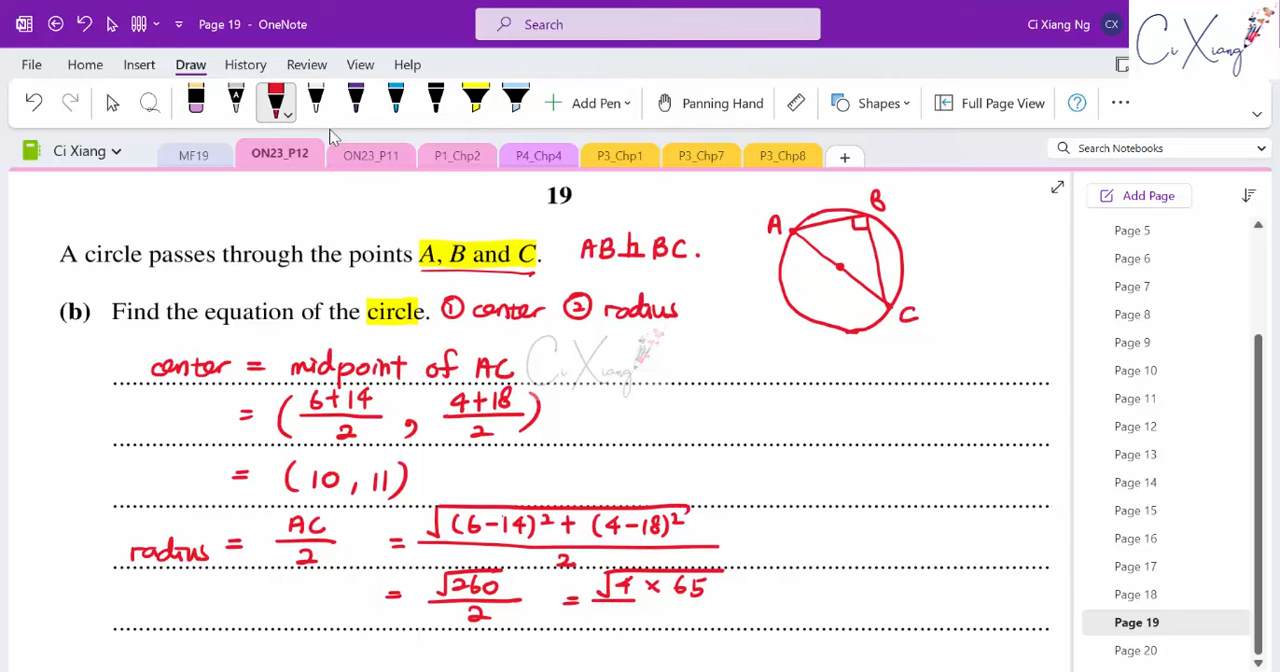 Page 19 - OneNote
Search
Ci Xiang Ng
CX
Ci Xiang
File Home Insert Draw History Review View Help
A
Add Pen
Panning Hand
Shapes
Full Page View
?
Ci Xiang
MF19
ON23_P12
ON23_P11
P1_Chp2
P4_Chp4
P3_Chp1
P3_Chp7
P3_Chp8
+
Search Notebooks
19
A circle passes through the points A, B and C. AB ⊥ BC.
(b) Find the equation of the circle. ① center ② radius
A
B
C
center = midpoint of AC
Ci Xiang
= (6+14/2, 4+18/2)
= (10, 11)
radius = AC/2 = √((6-14)² + (4-18)²)/2
= √260/2 = √4 × 65
Add Page
Page 5
Page 6
Page 7
Page 8
Page 9
Page 10
Page 11
Page 12
Page 13
Page 14
Page 15
Page 16
Page 17
Page 18
Page 19
Page 20